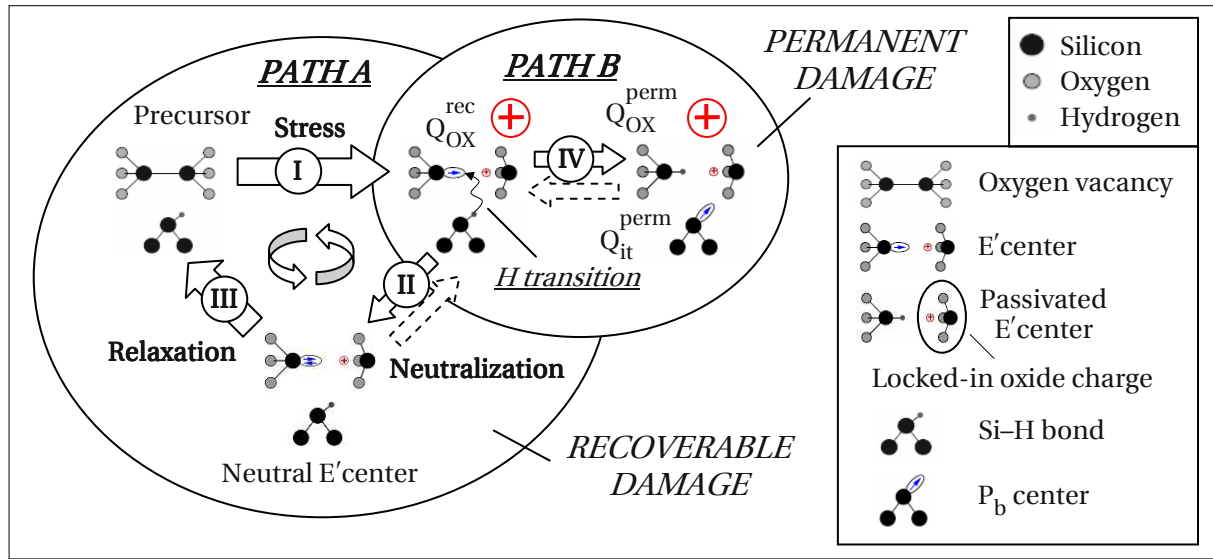 PATH A
Precursor
Stress
I
PATH B
Q_OX^rec
+
IV
Q_OX^perm
+
Q_it^perm
H transition
PERMANENT
DAMAGE
II
III
Relaxation
Neutralization
Neutral E′center
RECOVERABLE
DAMAGE
Silicon
Oxygen
Hydrogen
Oxygen vacancy
E′center
Passivated
E′center
Locked-in oxide charge
Si–H bond
P_b center